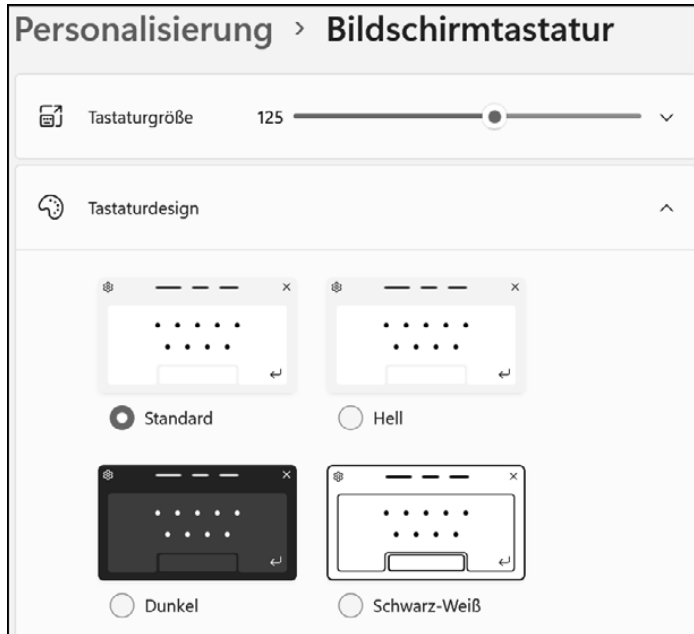 Personalisierung > Bildschirmtastatur
Tastaturgröße 125
Tastaturdesign
Standard Hell
Dunkel Schwarz-Weiß